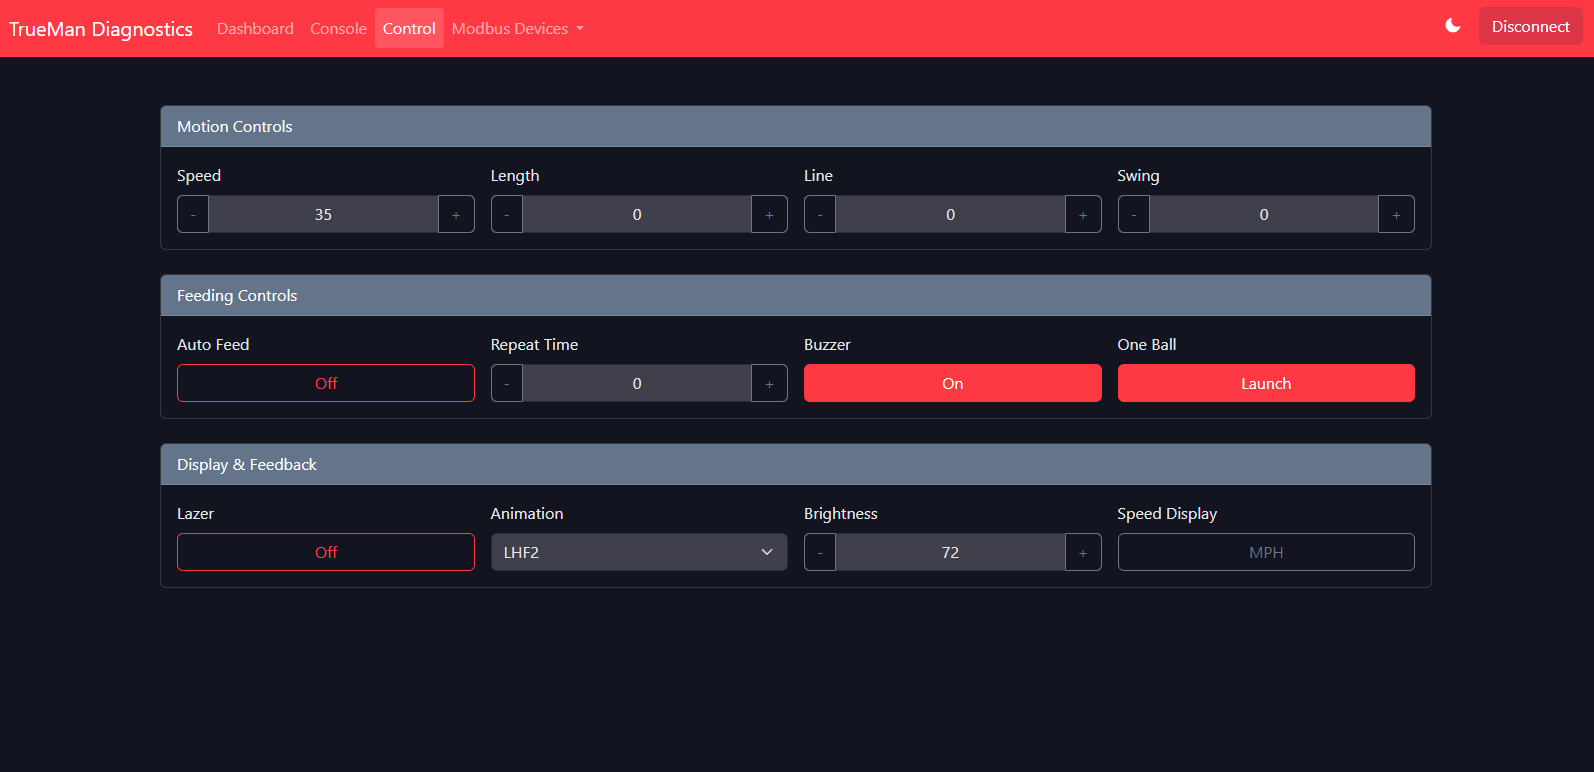 TrueMan Diagnostics Dashboard Console Control Modbus Devices Disconnect
Motion Controls
Speed Length Line Swing
- 35 + - 0 + - 0 + - 0 +
Feeding Controls
Auto Feed Repeat Time Buzzer One Ball
Off - 0 + On Launch
Display & Feedback
Lazer Animation Brightness Speed Display
Off LHF2 - 72 + MPH